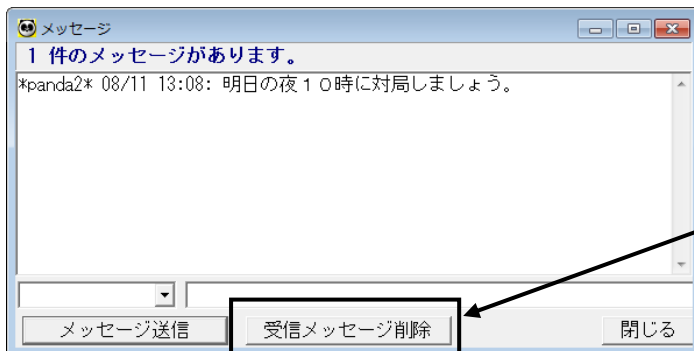 メッセージ
1 件のメッセージがあります。
*panda2* 08/11 13:08: 明日の夜10時に対局しましょう。
メッセージ送信
受信メッセージ削除
閉じる